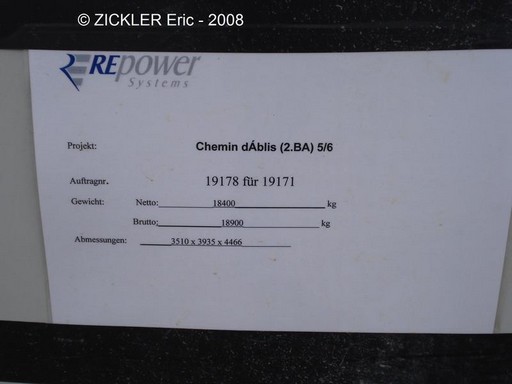 © ZICKLER Eric - 2008
REpower
Systems
Projekt: Chemin dÁblis (2.BA) 5/6
Auftragnr. 19178 für 19171
Gewicht: Netto: 18400 kg
Brutto: 18900 kg
Abmessungen: 3510 x 3935 x 4466